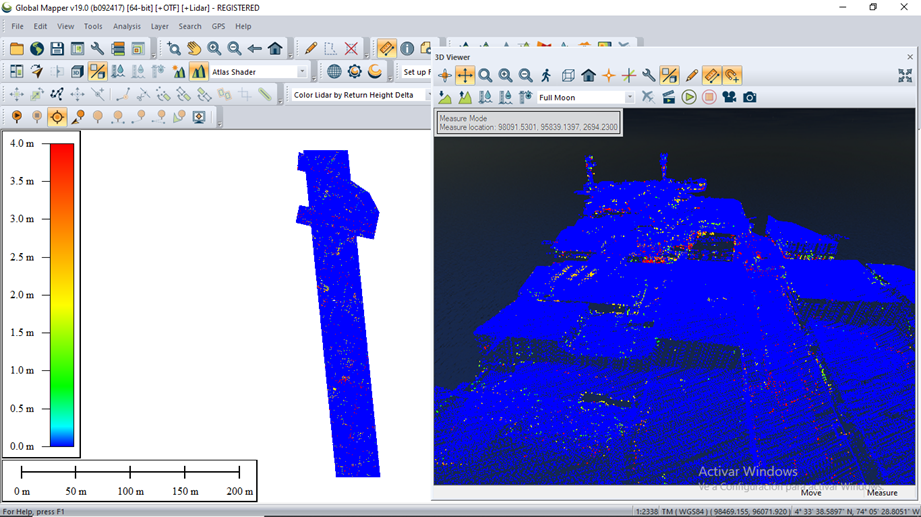 Global Mapper v19.0 (b092417) [64-bit] [+OTF] [+Lidar] - REGISTERED
File Edit View Tools Analysis Layer Search GPS Help
3D Viewer
Atlas Shader
Set up F
Color Lidar by Return Height Delta
Full Moon
Measure Mode
Measure location: 98091.5301, 95839.1397, 2694.2300
4.0 m
3.5 m
3.0 m
2.5 m
2.0 m
1.5 m
1.0 m
0.5 m
0.0 m
0 m 50 m 100 m 150 m 200 m
Activar Windows
Ve a Configuración para activar Windows.
Move Measure
For Help, press F1
1:2338 TM (WGS84) ( 98469.155, 96071.920 ) 4° 33' 38.5897" N, 74° 05' 28.8051" W